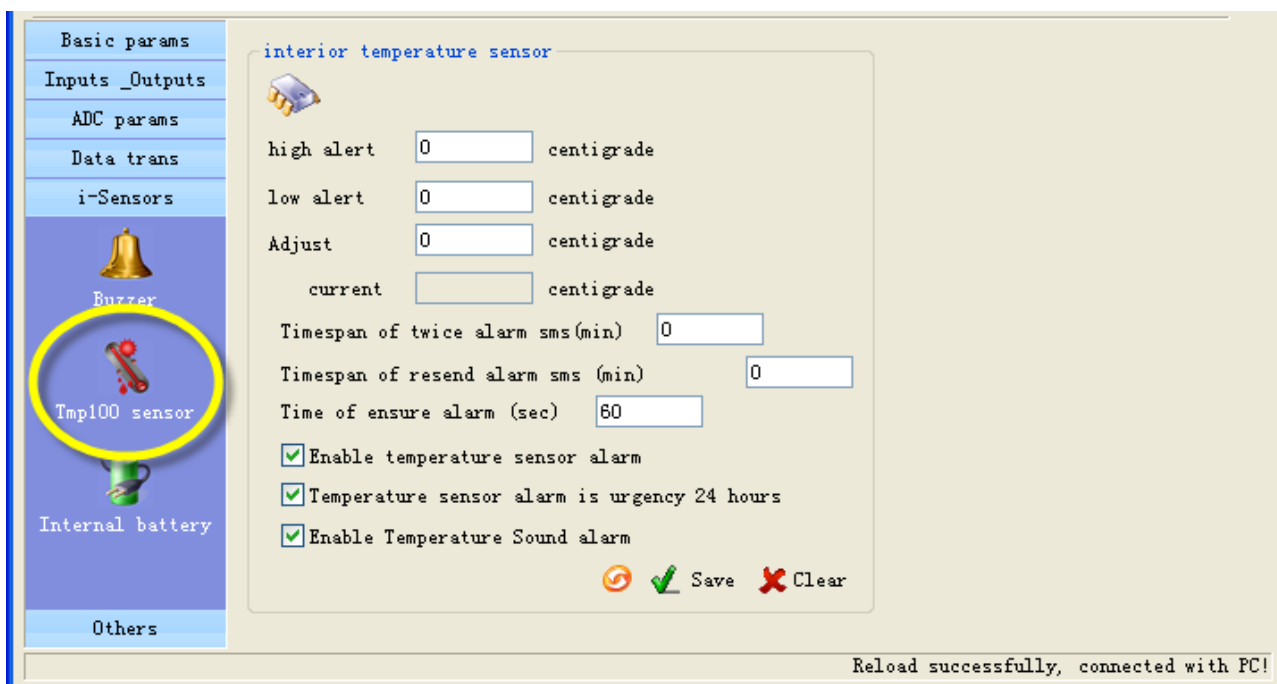 Basic params
Inputs _Outputs
ADC params
Data trans
i-Sensors
Buzzer
Tmp100 sensor
Internal battery
Others
interior temperature sensor
high alert 0 centigrade
low alert 0 centigrade
Adjust 0 centigrade
current centigrade
Timespan of twice alarm sms(min) 0
Timespan of resend alarm sms (min) 0
Time of ensure alarm (sec) 60
Enable temperature sensor alarm
Temperature sensor alarm is urgency 24 hours
Enable Temperature Sound alarm
Save Clear
Reload successfully, connected with PC!